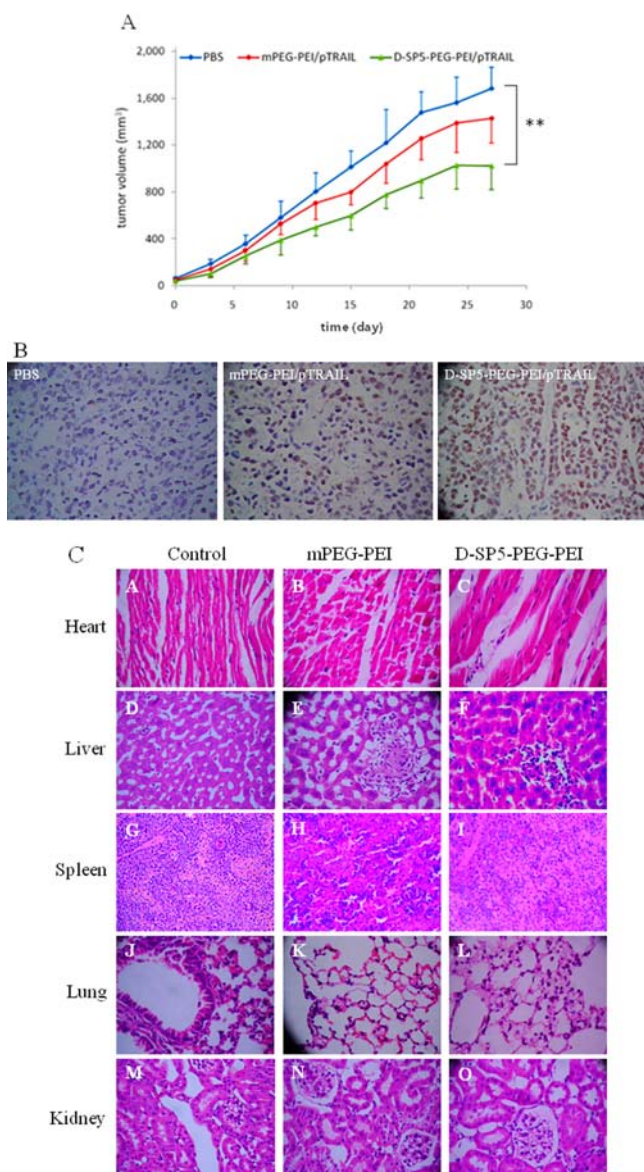 A
PBS mPEG-PEI/pTRAIL D-SP5-PEG-PEI/pTRAIL
2,000
1,600
1,200
800
400
0
tumor volume (mm³)
**
0 5 10 15 20 25 30
time (day)
B
PBS mPEG-PEI/pTRAIL D-SP5-PEG-PEI/pTRAIL
C
Control mPEG-PEI D-SP5-PEG-PEI
Heart A B C
Liver D E F
Spleen G H I
Lung J K L
Kidney M N O